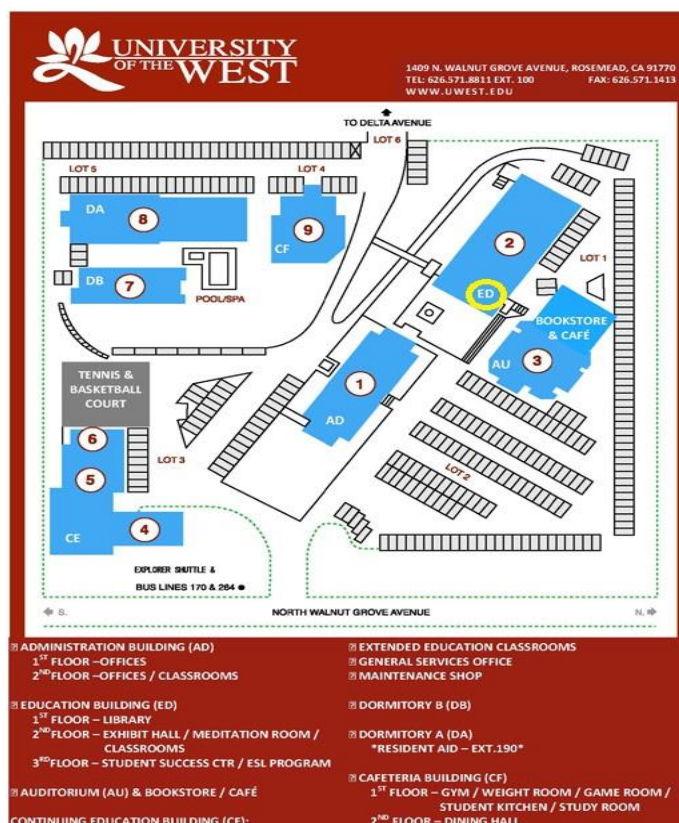 UNIVERSITY
OF THE WEST
1409 N. WALNUT GROVE AVENUE, ROSEMEAD, CA 91770
TEL: 626.571.8811 EXT. 100 FAX: 626.571.1413
WWW.UWEST.EDU
TO DELTA AVENUE
LOT 6
LOT 5
LOT 4
DA
8
9
CF
2
LOT 1
DB
7
POOL/SPA
ED
BOOKSTORE
& CAFÉ
3
AU
TENNIS &
BASKETBALL
COURT
1
AD
6
LOT 3
5
LOT 2
4
CE
EXPLORER SHUTTLE &
BUS LINES 170 & 264
S. NORTH WALNUT GROVE AVENUE N.
ADMINISTRATION BUILDING (AD)
1ST FLOOR –OFFICES
2ND FLOOR –OFFICES / CLASSROOMS
EDUCATION BUILDING (ED)
1ST FLOOR – LIBRARY
2ND FLOOR – EXHIBIT HALL / MEDITATION ROOM /
CLASSROOMS
3RD FLOOR – STUDENT SUCCESS CTR / ESL PROGRAM
AUDITORIUM (AU) & BOOKSTORE / CAFÉ
CONTINUING EDUCATION BUILDING (CE):
EXTENDED EDUCATION CLASSROOMS
GENERAL SERVICES OFFICE
MAINTENANCE SHOP
DORMITORY B (DB)
DORMITORY A (DA)
*RESIDENT AID – EXT.190*
CAFETERIA BUILDING (CF)
1ST FLOOR – GYM / WEIGHT ROOM / GAME ROOM /
STUDENT KITCHEN / STUDY ROOM
2ND FLOOR – DINING HALL